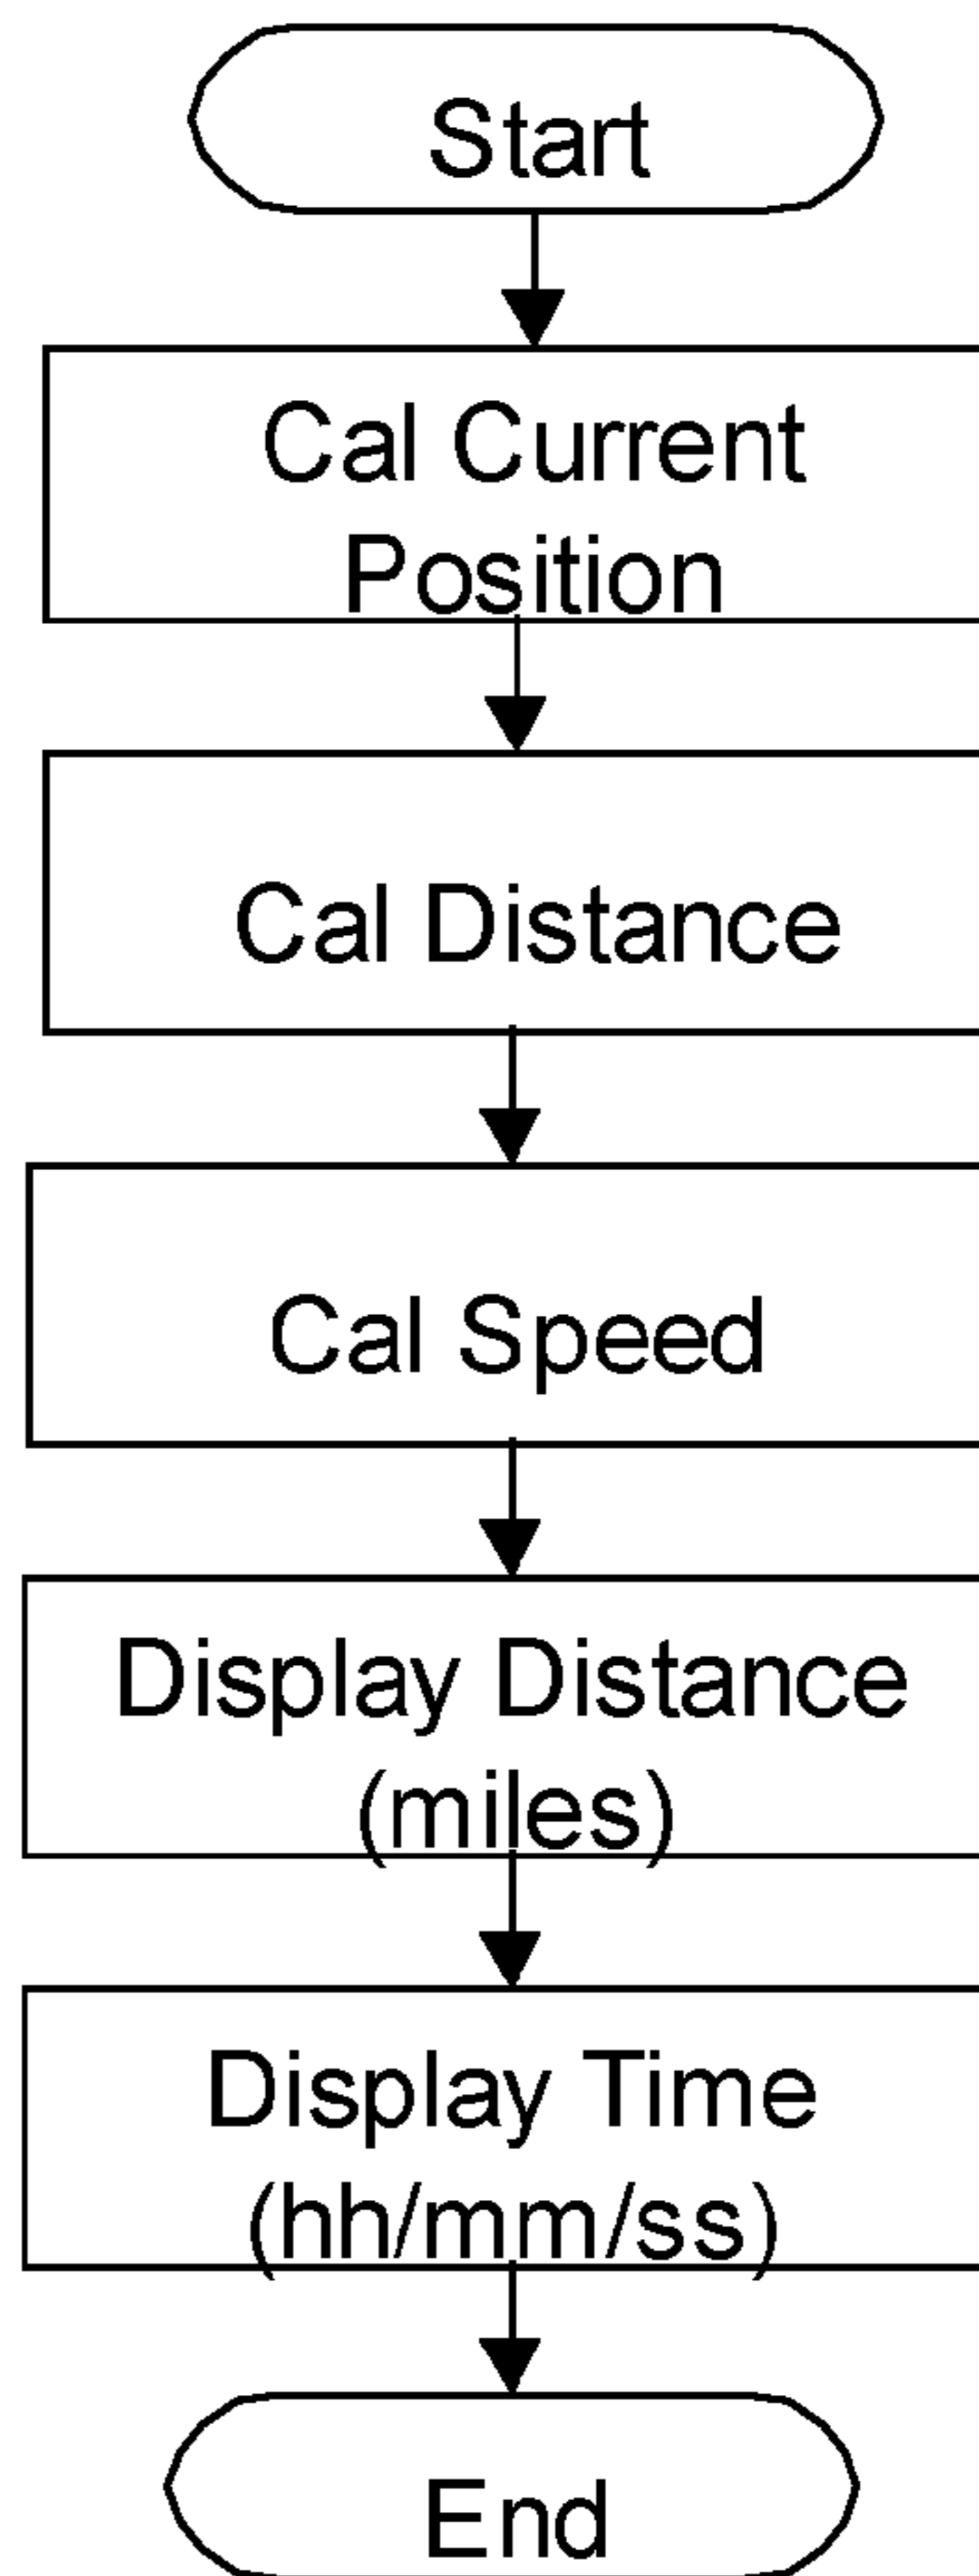 Start
Cal Current
Position
Cal Distance
Cal Speed
Display Distance
(miles)
Display Time
(hh/mm/ss)
End